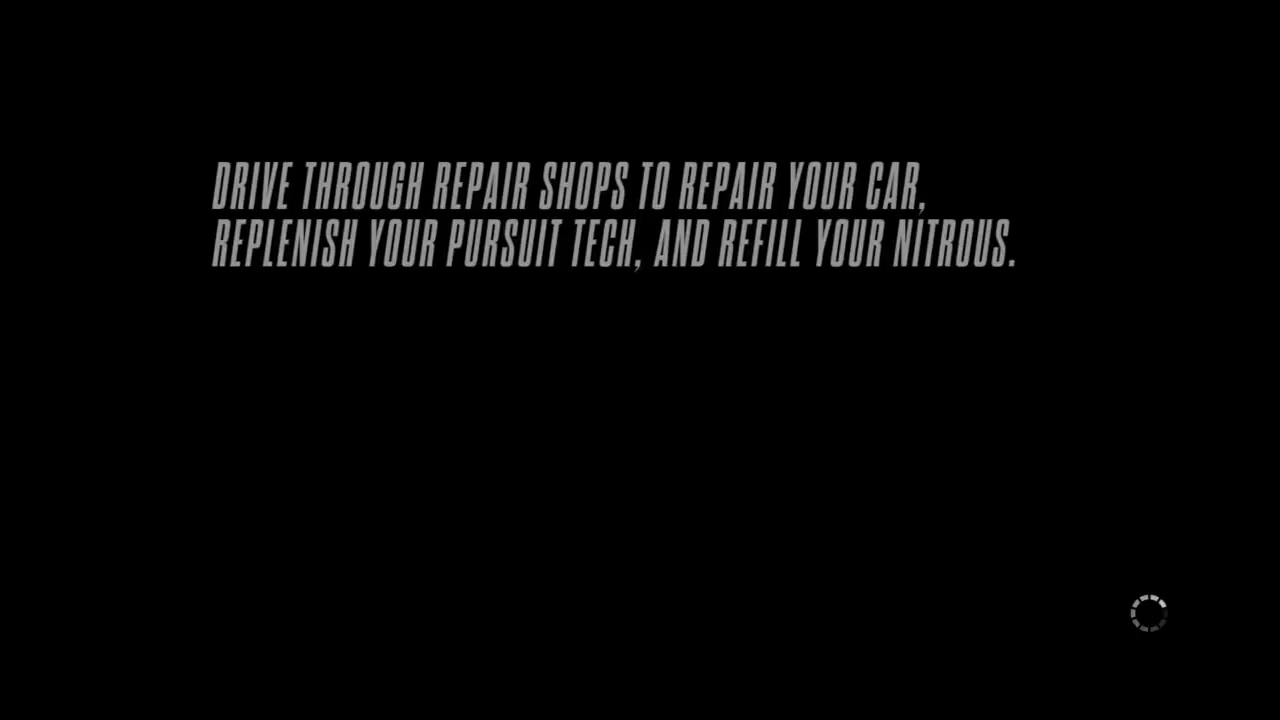 DRIVE THROUGH REPAIR SHOPS TO REPAIR YOUR CAR,
REPLENISH YOUR PURSUIT TECH, AND REFILL YOUR NITROUS.